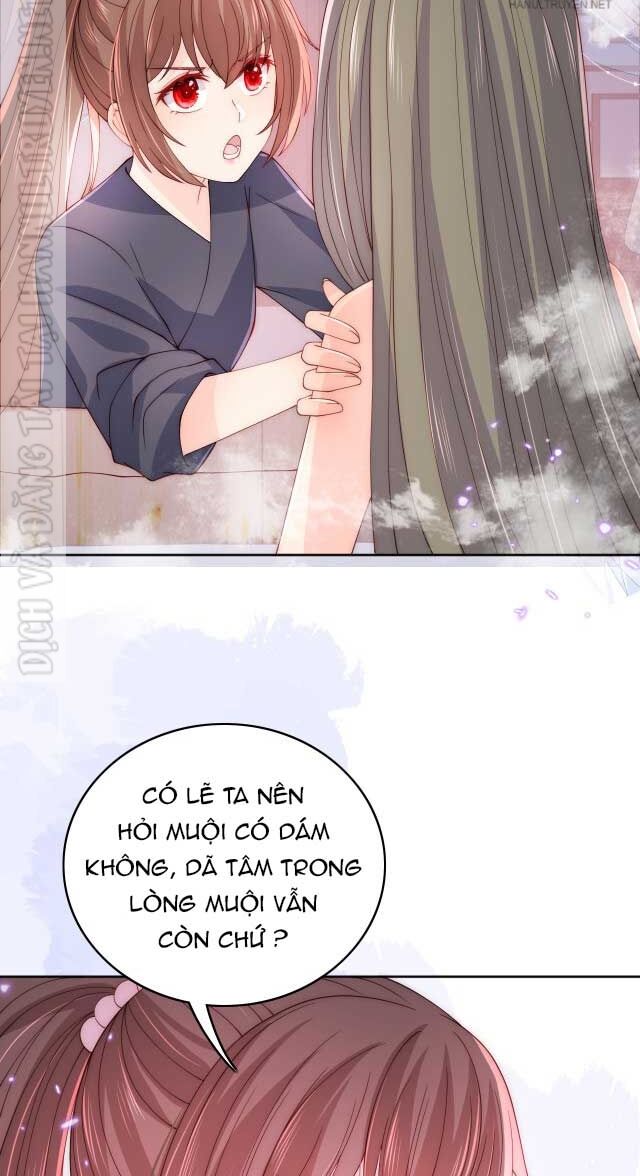 HANULTRUYEN.NET
DỊCH VÀ ĐĂNG TẢI TẠI HANULTRUYEN.NET
CÓ LẼ TA NÊN
HỎI MUỘI CÓ DÁM
KHÔNG, DÃ TÂM TRONG
LÒNG MUỘI VẪN
CÒN CHỨ ?